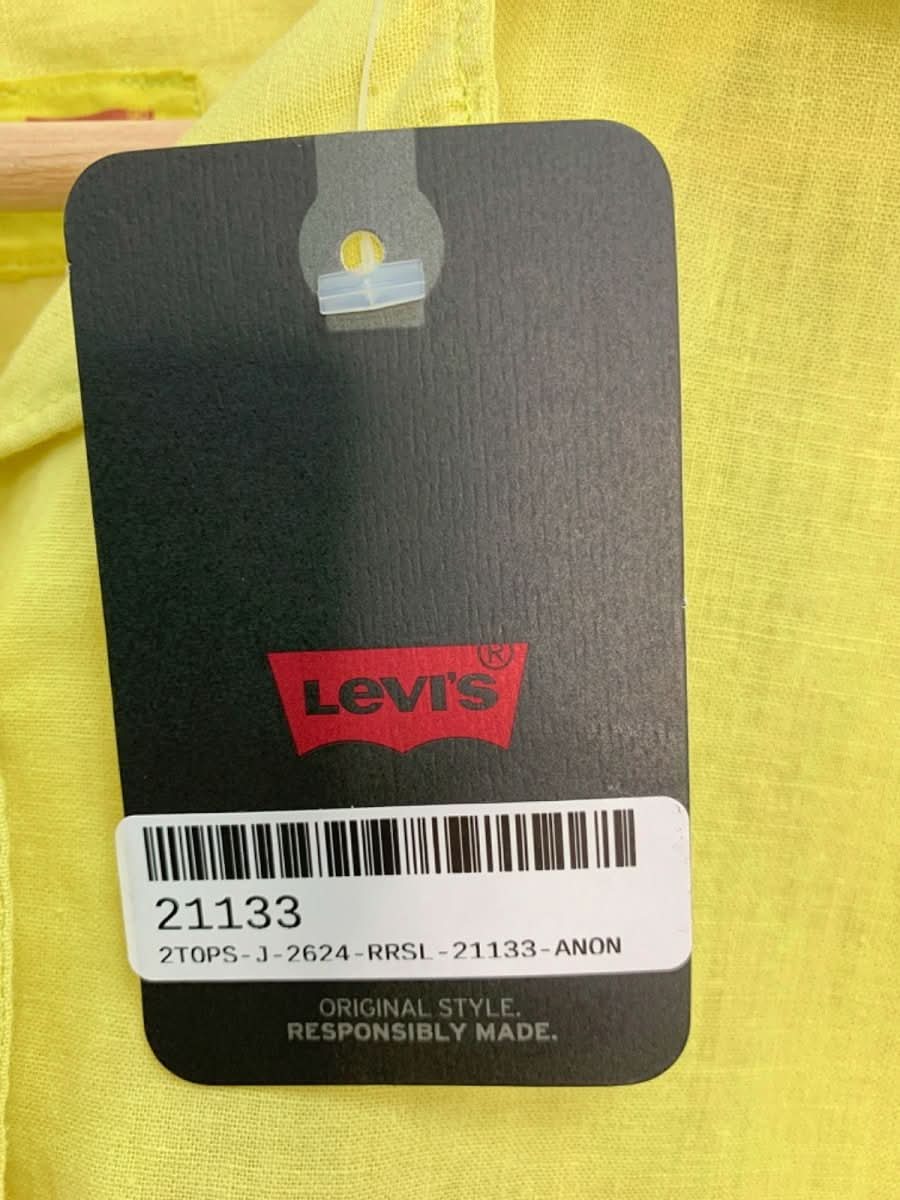 Levi's®
21133
2TOPS-J-2624-RRSL-21133-ANON
ORIGINAL STYLE.
RESPONSIBLY MADE.